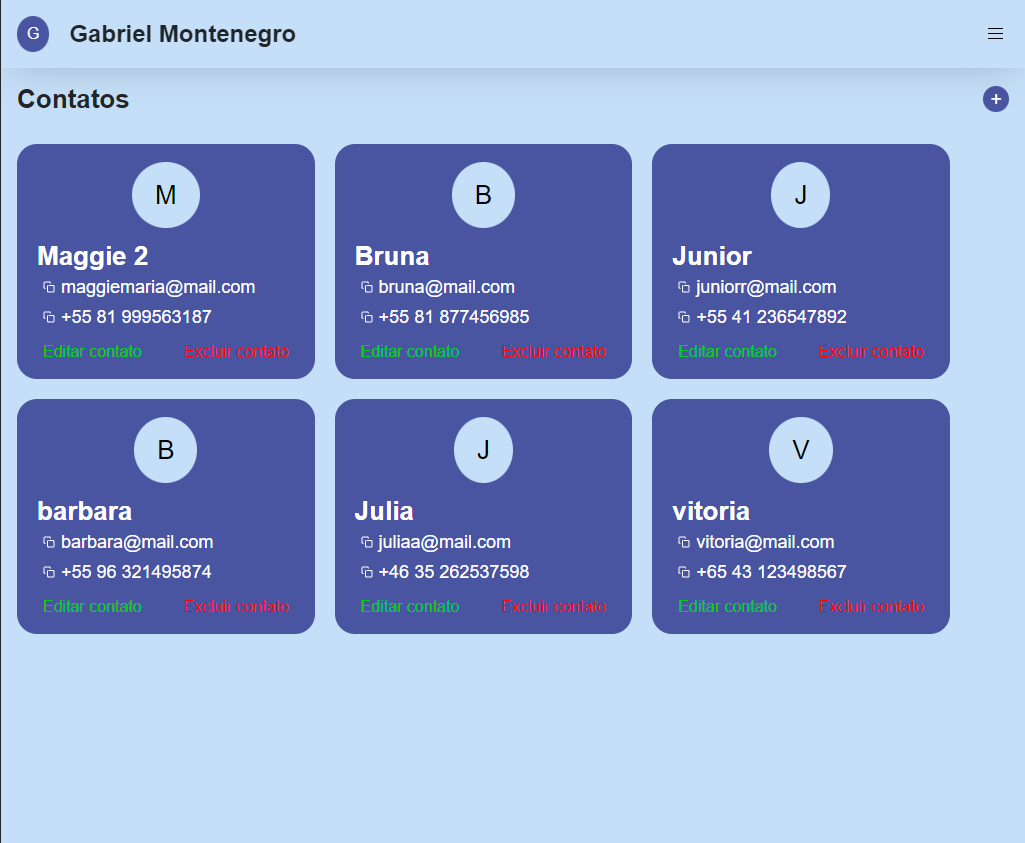 G Gabriel Montenegro
Contatos +
M
Maggie 2
maggiemaria@mail.com
+55 81 999563187
Editar contato Excluir contato
B
Bruna
bruna@mail.com
+55 81 877456985
Editar contato Excluir contato
J
Junior
juniorr@mail.com
+55 41 236547892
Editar contato Excluir contato
B
barbara
barbara@mail.com
+55 96 321495874
Editar contato Excluir contato
J
Julia
juliaa@mail.com
+46 35 262537598
Editar contato Excluir contato
V
vitoria
vitoria@mail.com
+65 43 123498567
Editar contato Excluir contato